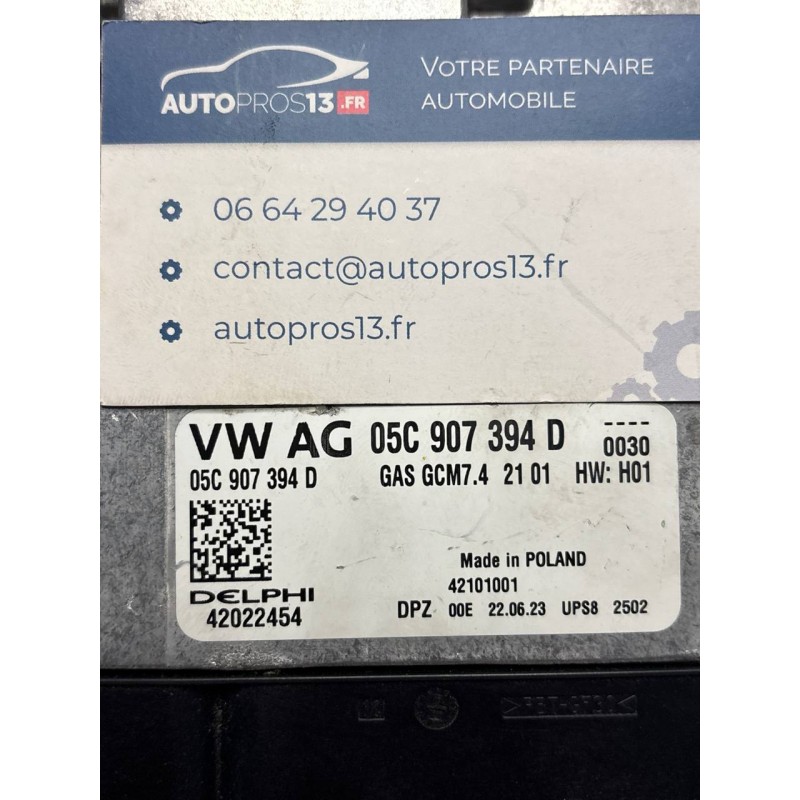 AUTOPROS13.FR
VOTRE PARTENAIRE
AUTOMOBILE
06 64 29 40 37
contact@autopros13.fr
autopros13.fr
VW AG 05C 907 394 D
----
0030
05C 907 394 D GAS GCM7.4 21 01 HW: H01
Made in POLAND
42101001
DELPHI
42022454
DPZ 00E 22.06.23 UPS8 2502
>PBT-GF30<